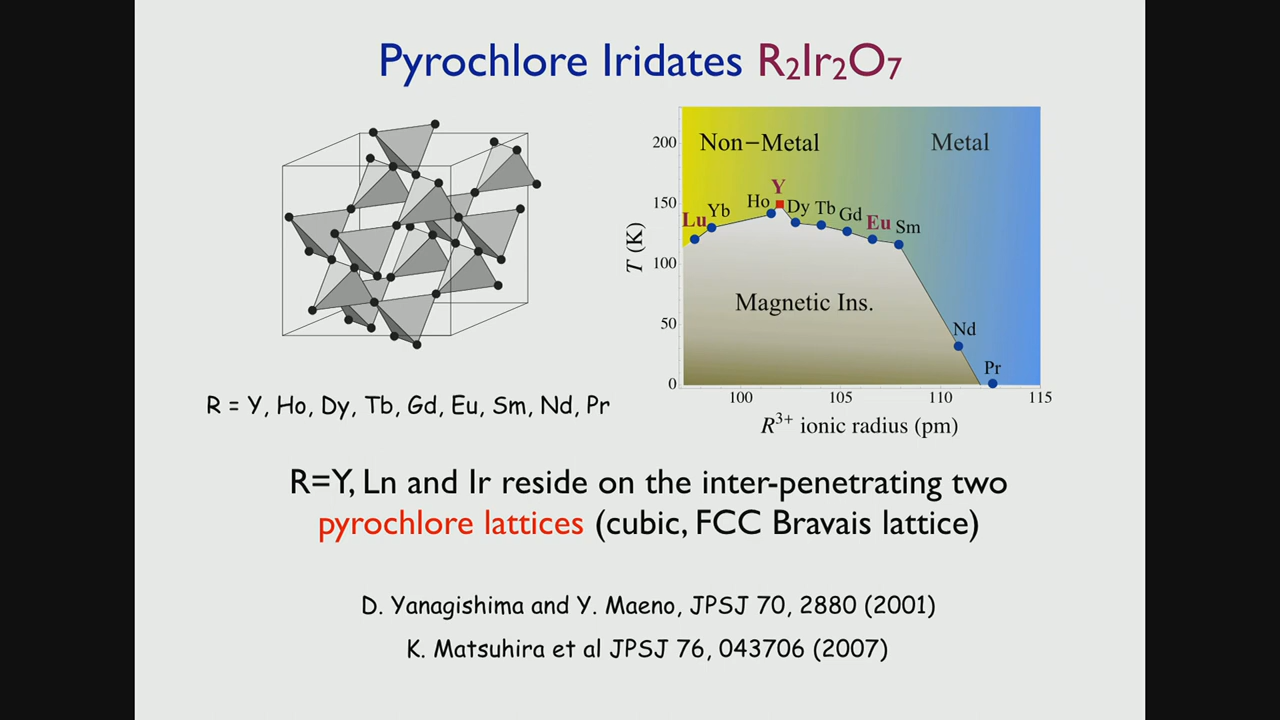 Pyrochlore Iridates R₂Ir₂O₇
Non−Metal
Metal
200
150
100
50
0
T (K)
Lu
Yb
Ho
Y
Dy
Tb
Gd
Eu
Sm
Nd
Pr
Magnetic Ins.
100
105
110
115
R³⁺ ionic radius (pm)
R = Y, Ho, Dy, Tb, Gd, Eu, Sm, Nd, Pr
R=Y, Ln and Ir reside on the inter-penetrating two
pyrochlore lattices (cubic, FCC Bravais lattice)
D. Yanagishima and Y. Maeno, JPSJ 70, 2880 (2001)
K. Matsuhira et al JPSJ 76, 043706 (2007)